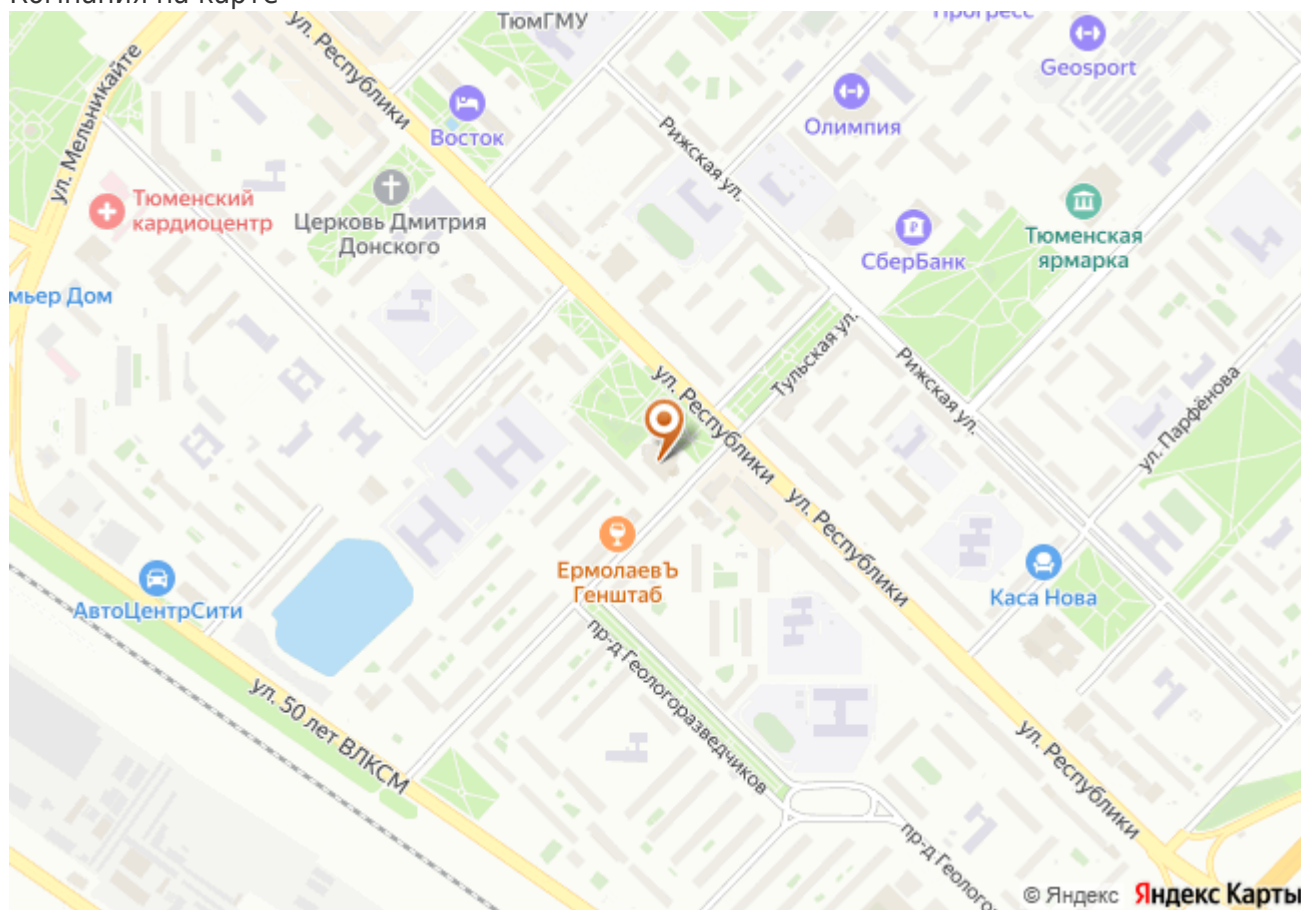 Компания на карте
ТюмГМУ
Прогресс
ул. Республики
Geosport
ул. Мельникайте
Восток
Олимпия
Рижская ул.
Тюменский
кардиоцентр
Церковь Дмитрия
Донского
СберБанк
Тюменская
ярмарка
мьер Дом
Тульская ул.
ул. Республики
Рижская ул.
ул. Парфёнова
ул. Республики
ЕрмолаевЪ
Генштаб
АвтоЦентрСити
Каса Нова
пр-д Геологоразведчиков
ул. 50 лет ВЛКСМ
ул. Республики
пр-д Геолого
© Яндекс Яндекс Карты